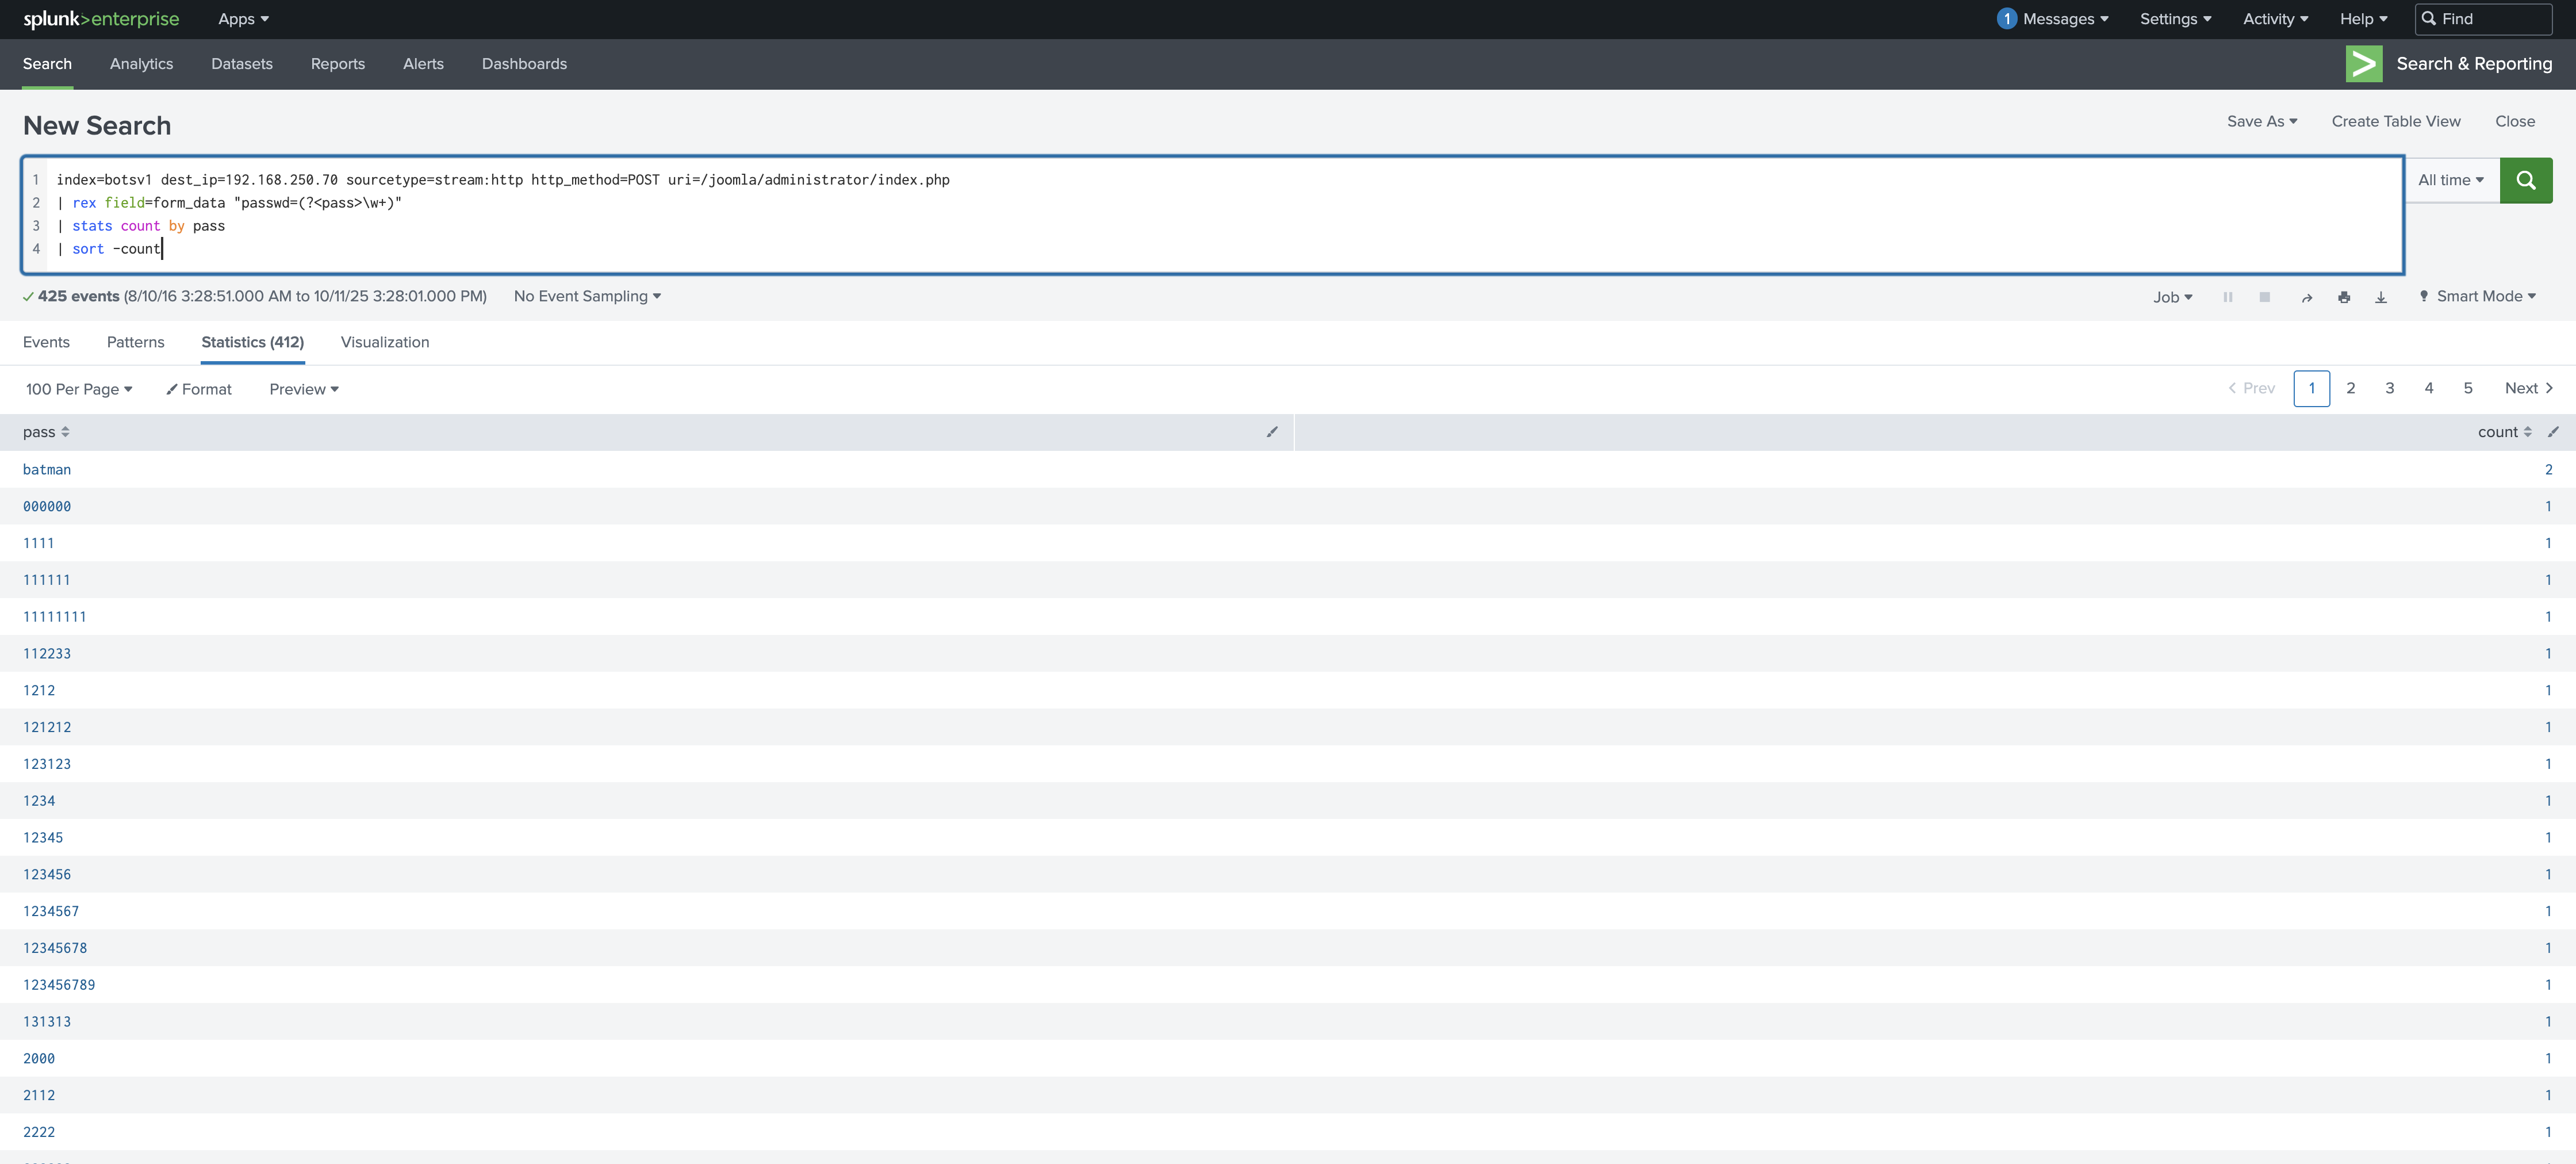 splunk>enterprise Apps 1 Messages Settings Activity Help Find
Search Analytics Datasets Reports Alerts Dashboards Search & Reporting
New Search Save As Create Table View Close
1 index=botsv1 dest_ip=192.168.250.70 sourcetype=stream:http http_method=POST uri=/joomla/administrator/index.php All time
2 | rex field=form_data "passwd=(?<pass>\w+)"
3 | stats count by pass
4 | sort -count
425 events (8/10/16 3:28:51.000 AM to 10/11/25 3:28:01.000 PM) No Event Sampling Job Smart Mode
Events Patterns Statistics (412) Visualization
100 Per Page Format Preview < Prev 1 2 3 4 5 Next >
pass count
batman 2
000000 1
1111 1
111111 1
11111111 1
112233 1
1212 1
121212 1
123123 1
1234 1
12345 1
123456 1
1234567 1
12345678 1
123456789 1
131313 1
2000 1
2112 1
2222 1